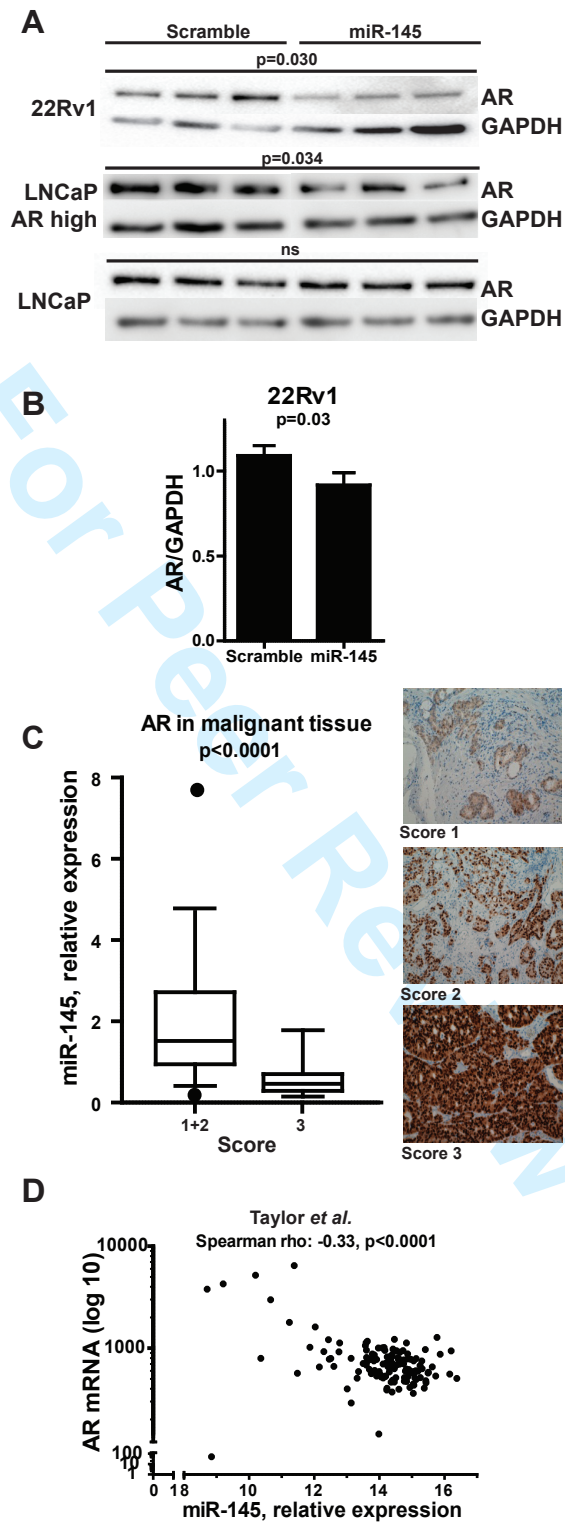 A
Scramble miR-145
p=0.030
22Rv1 AR
GAPDH
p=0.034
LNCaP AR high AR
GAPDH
ns
LNCaP AR
GAPDH
B
22Rv1
p=0.03
AR/GAPDH
1.0
0.5
0.0
Scramble miR-145
C
AR in malignant tissue
p<0.0001
miR-145, relative expression
8
6
4
2
0
1+2 3
Score
Score 1
Score 2
Score 3
D
Taylor et al.
Spearman rho: -0.33, p<0.0001
AR mRNA (log 10)
10000
1000
100
10
1
0 1 8 10 12 14 16
miR-145, relative expression
For Peer Review